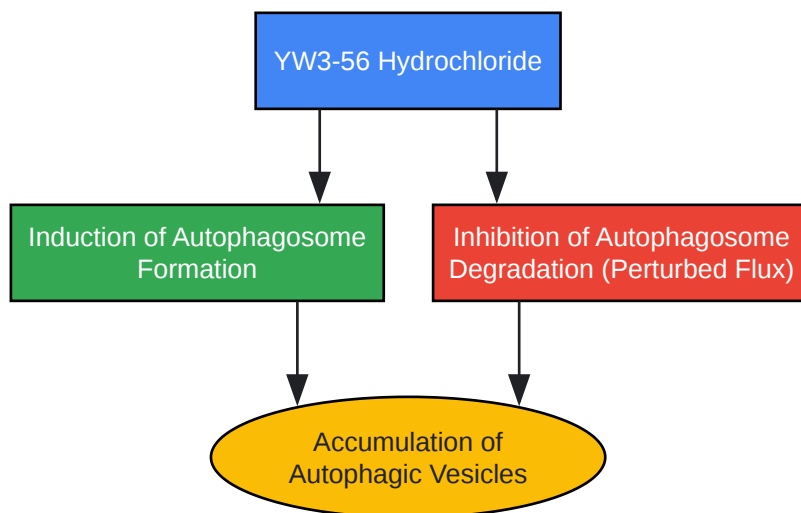 YW3-56 Hydrochloride
Induction of Autophagosome
Formation
Inhibition of Autophagosome
Degradation (Perturbed Flux)
Accumulation of
Autophagic Vesicles